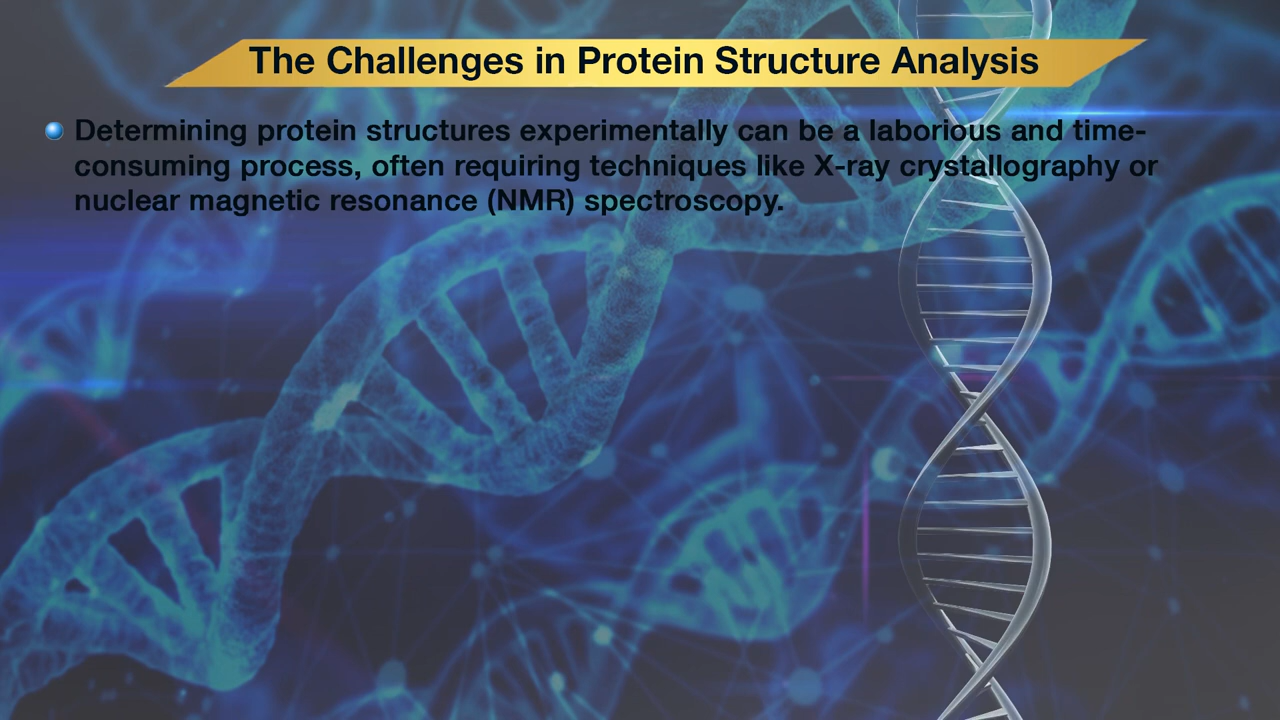 The Challenges in Protein Structure Analysis
Determining protein structures experimentally can be a laborious and time-
consuming process, often requiring techniques like X-ray crystallography or
nuclear magnetic resonance (NMR) spectroscopy.